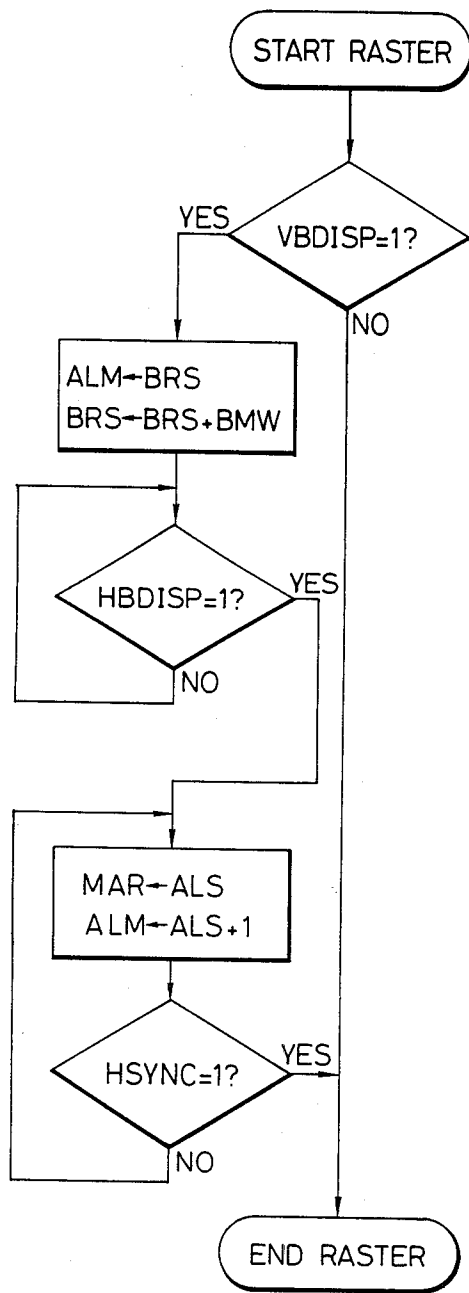 START RASTER
VBDISP=1?
YES
NO
ALM←BRS
BRS←BRS+BMW
HBDISP=1?
YES
NO
MAR←ALS
ALM←ALS+1
HSYNC=1?
YES
NO
END RASTER